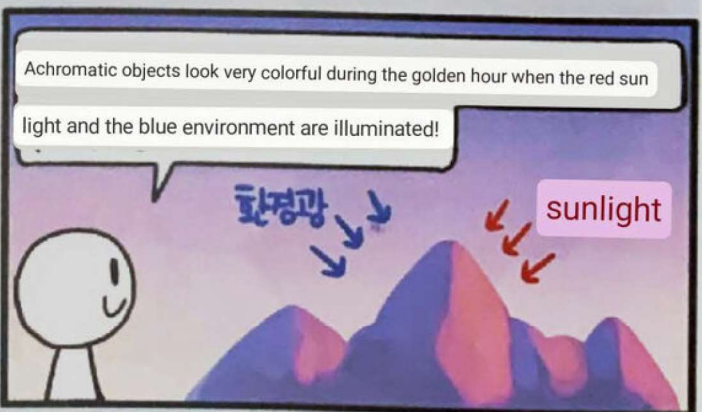 Achromatic objects look very colorful during the golden hour when the red sun
light and the blue environment are illuminated!
환경광
sunlight